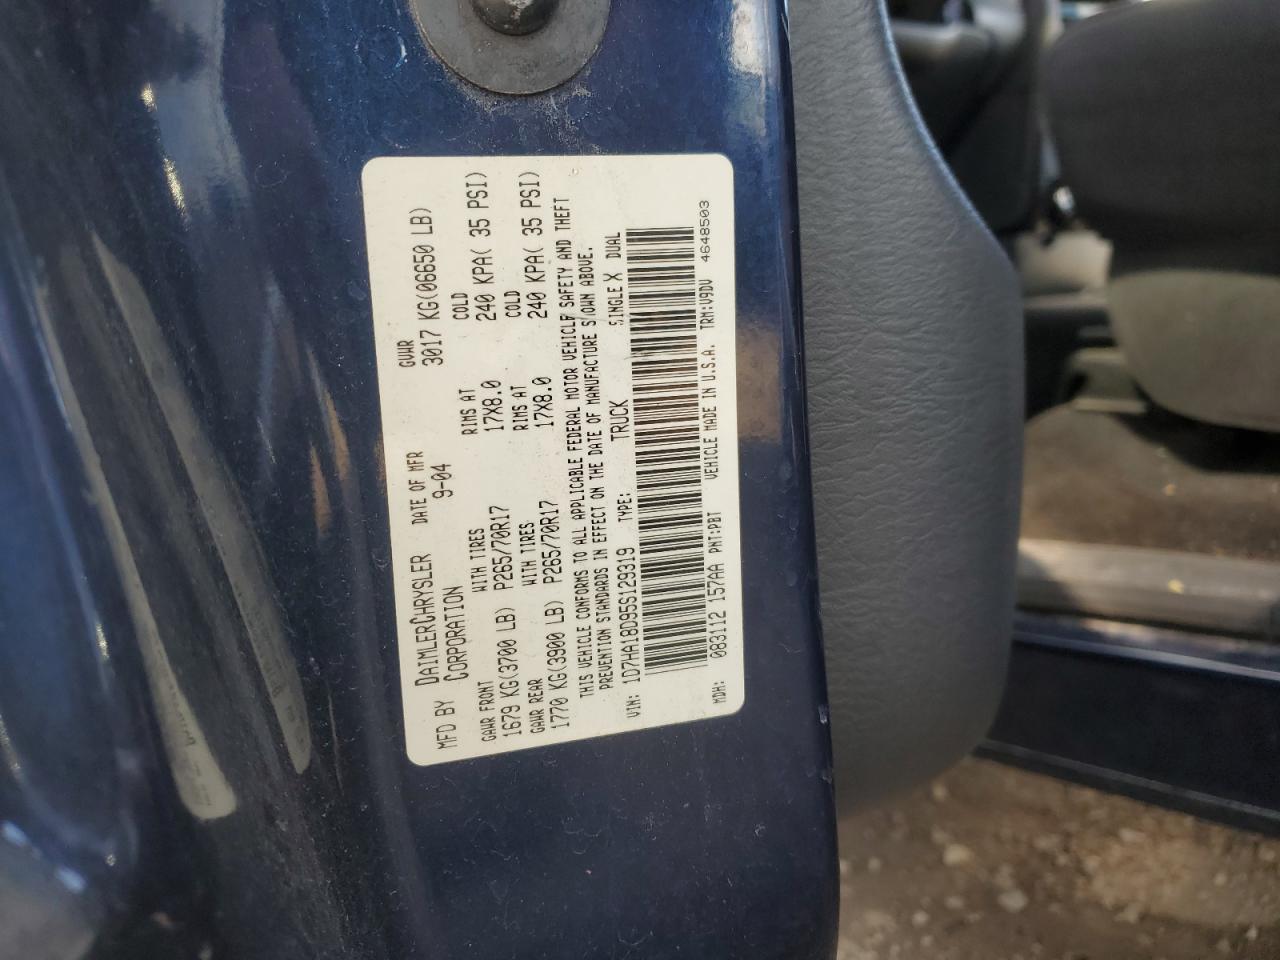 MFD BY DAIMLERCHRYSLER CORPORATION DATE OF MFR 9-04 GVWR 3017 KG(06650 LB)
GAWR FRONT WITH TIRES RIMS AT COLD
1679 KG(3700 LB) P265/70R17 17X8.0 240 KPA( 35 PSI)
GAWR REAR WITH TIRES RIMS AT COLD
1770 KG(3900 LB) P265/70R17 17X8.0 240 KPA( 35 PSI)
THIS VEHICLE CONFORMS TO ALL APPLICABLE FEDERAL MOTOR VEHICLE SAFETY AND THEFT
PREVENTION STANDARDS IN EFFECT ON THE DATE OF MANUFACTURE SHOWN ABOVE.
VIN: 1D7HA18D95S129319 TYPE: TRUCK SINGLE X DUAL
MDH: 083112 157AA PNT:PBT VEHICLE MADE IN U.S.A. TRM:V9DV 4648503